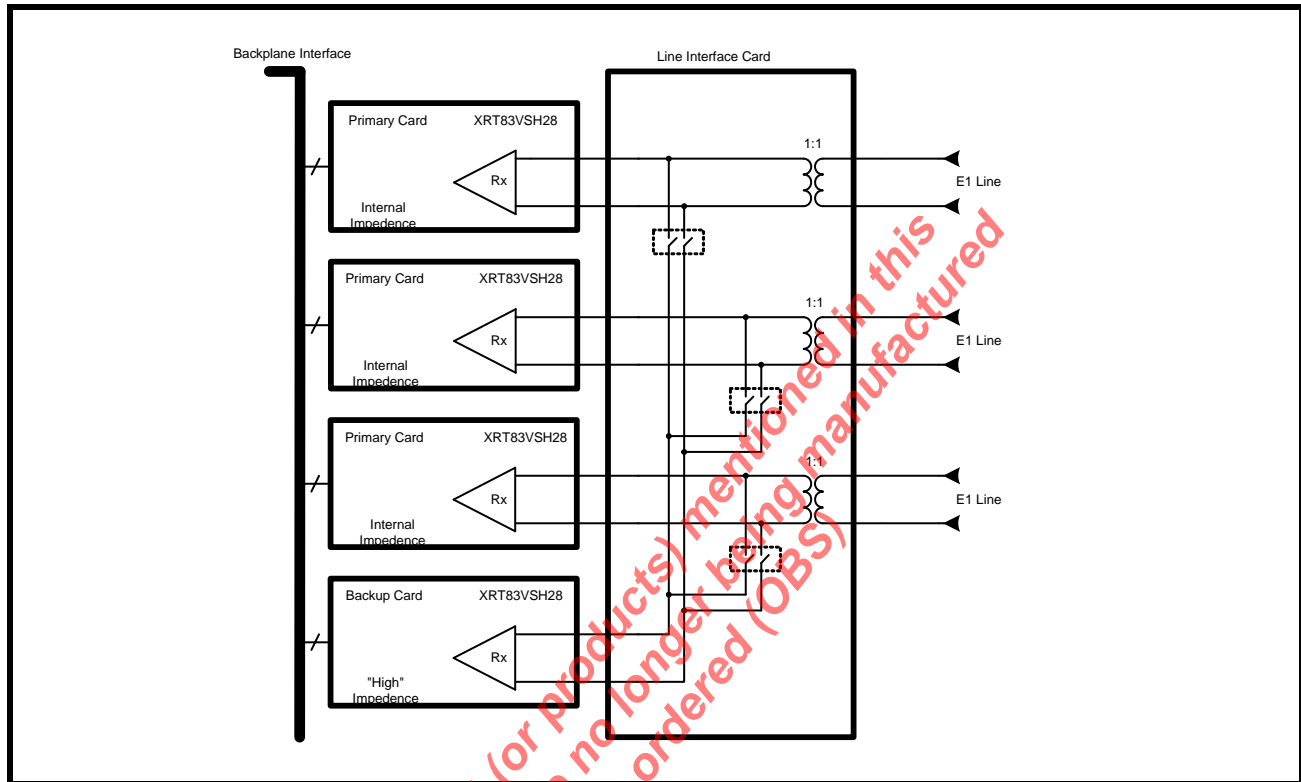 Backplane Interface
Line Interface Card
Primary Card XRT83VSH28
Rx
Internal
Impedence
1:1
E1 Line
Primary Card XRT83VSH28
Rx
Internal
Impedence
1:1
E1 Line
Primary Card XRT83VSH28
Rx
Internal
Impedence
1:1
E1 Line
Backup Card XRT83VSH28
Rx
"High"
Impedence
(or products) mentioned in this
no longer being manufactured
ordered (OBS)